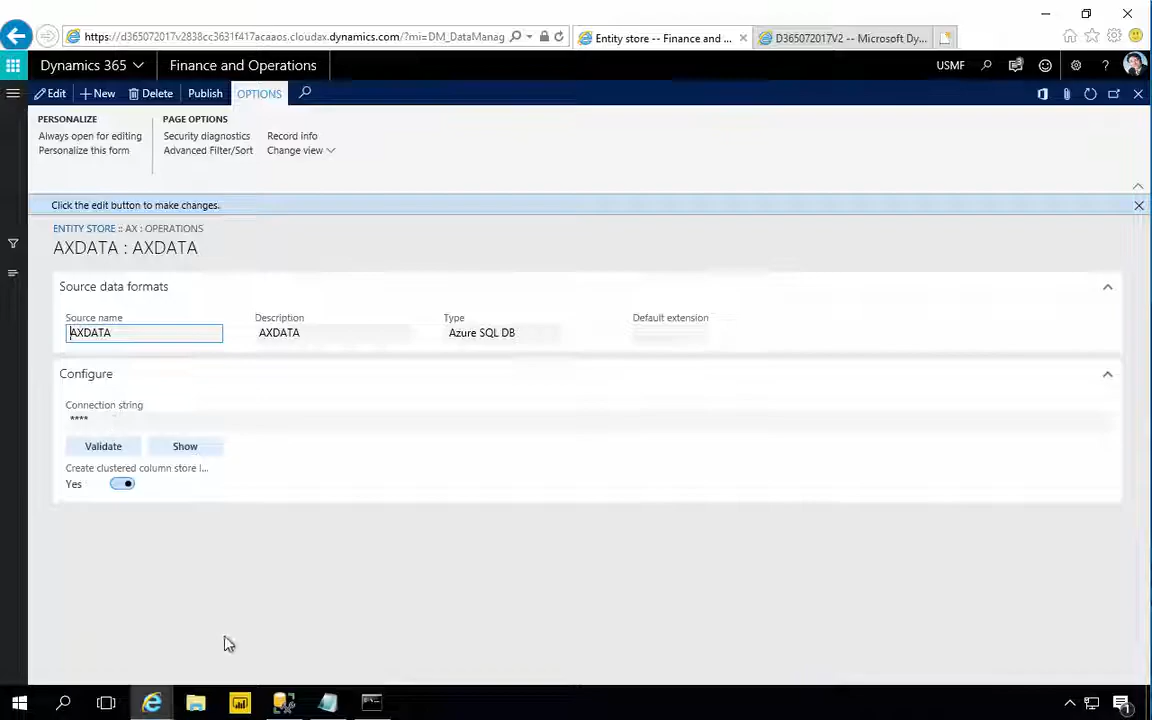 https://d365072017v2838cc3631f417acaaos.cloudax.dynamics.com/?mi=DM_DataManag
Entity store -- Finance and ...
D365072017V2 -- Microsoft Dy...
Dynamics 365
Finance and Operations
USMF
Edit
New
Delete
Publish
OPTIONS
PERSONALIZE
Always open for editing
Personalize this form
PAGE OPTIONS
Security diagnostics
Advanced Filter/Sort
Record info
Change view
Click the edit button to make changes.
ENTITY STORE :: AX : OPERATIONS
AXDATA : AXDATA
Source data formats
Source name
AXDATA
Description
AXDATA
Type
Azure SQL DB
Default extension
Configure
Connection string
****
Validate
Show
Create clustered column store I...
Yes
1